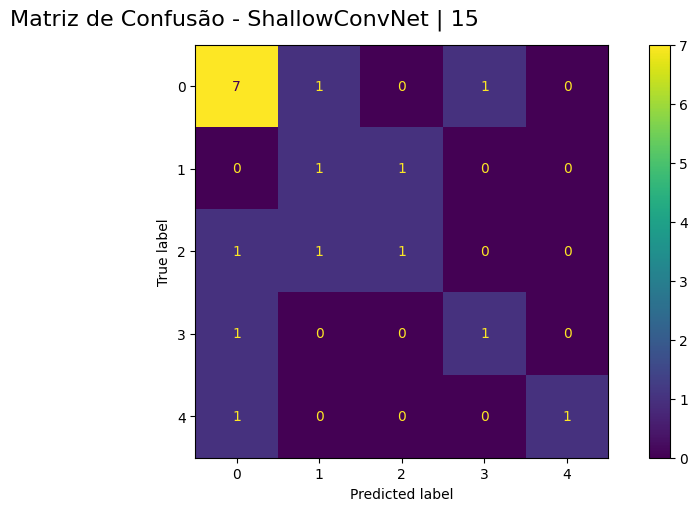 Matriz de Confusão - ShallowConvNet | 15
True label
0 7 1 0 1 0
1 0 1 1 0 0
2 1 1 1 0 0
3 1 0 0 1 0
4 1 0 0 0 1
0 1 2 3 4
Predicted label
7
6
5
4
3
2
1
0